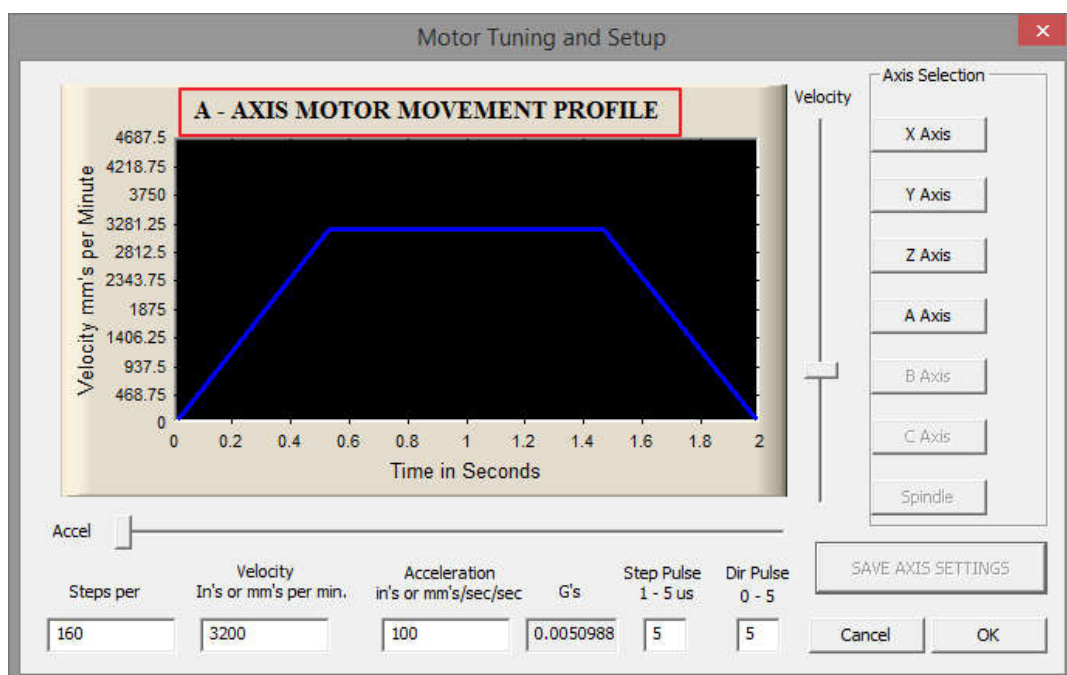 Motor Tuning and Setup
x
A - AXIS MOTOR MOVEMENT PROFILE
Velocity mm's per Minute
4687.5
4218.75
3750
3281.25
2812.5
2343.75
1875
1406.25
937.5
468.75
0
0 0.2 0.4 0.6 0.8 1 1.2 1.4 1.6 1.8 2
Time in Seconds
Velocity
Axis Selection
X Axis
Y Axis
Z Axis
A Axis
B Axis
C Axis
Spindle
Accel
Steps per
160
Velocity
In's or mm's per min.
3200
Acceleration
in's or mm's/sec/sec
100
G's
0.0050988
Step Pulse
1 - 5 us
5
Dir Pulse
0 - 5
5
SAVE AXIS SETTINGS
Cancel
OK